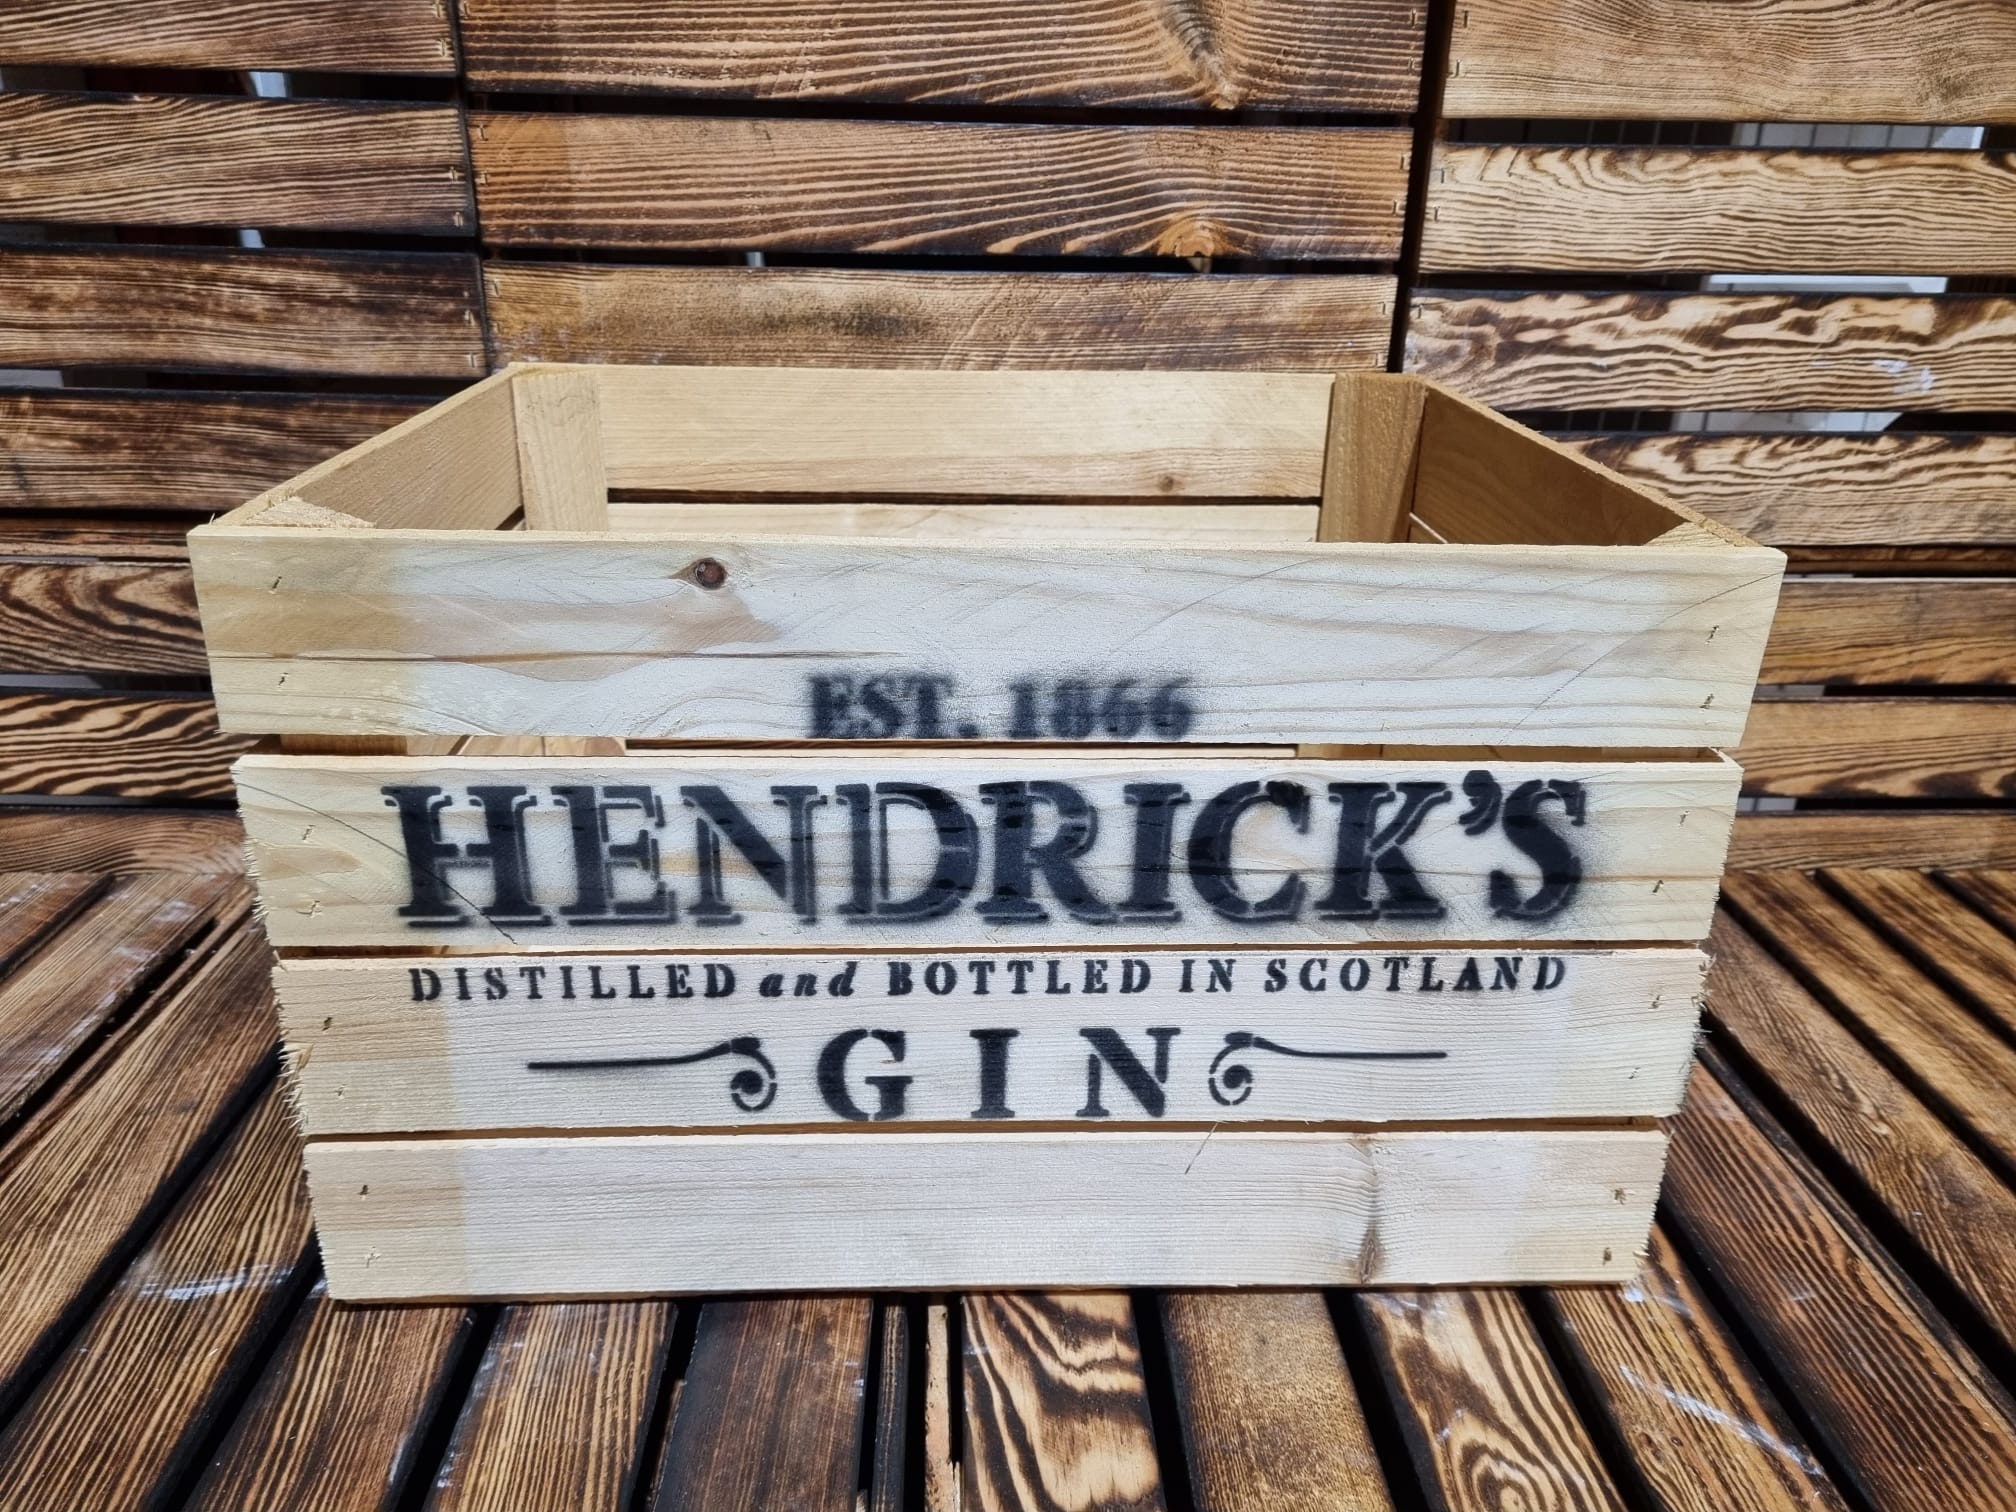 EST. 1866
HENDRICK'S
DISTILLED and BOTTLED IN SCOTLAND
GIN